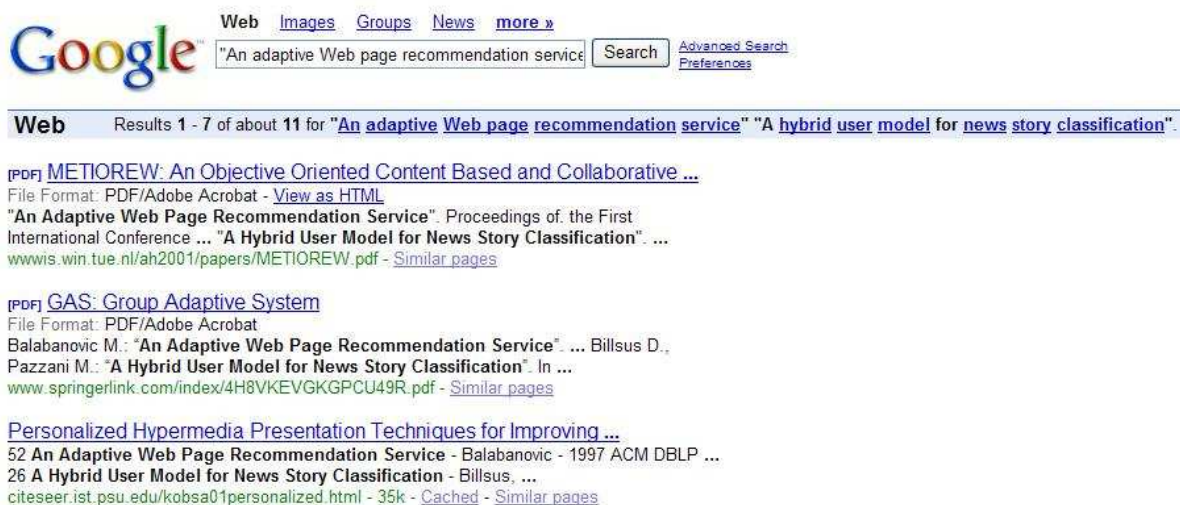 Web Images Groups News more »
Google™ "An adaptive Web page recommendation service Search Advanced Search
Preferences
Web Results 1 - 7 of about 11 for "An adaptive Web page recommendation service" "A hybrid user model for news story classification".
[PDF] METIOREW: An Objective Oriented Content Based and Collaborative ...
File Format: PDF/Adobe Acrobat - View as HTML
"An Adaptive Web Page Recommendation Service". Proceedings of. the First
International Conference ... "A Hybrid User Model for News Story Classification". ...
wwwis.win.tue.nl/ah2001/papers/METIOREW.pdf - Similar pages
[PDF] GAS: Group Adaptive System
File Format: PDF/Adobe Acrobat
Balabanovic M.: “An Adaptive Web Page Recommendation Service”. ... Billsus D.,
Pazzani M.: “A Hybrid User Model for News Story Classification”. In ...
www.springerlink.com/index/4H8VKEVGKGPCU49R.pdf - Similar pages
Personalized Hypermedia Presentation Techniques for Improving ...
52 An Adaptive Web Page Recommendation Service - Balabanovic - 1997 ACM DBLP ...
26 A Hybrid User Model for News Story Classification - Billsus, ...
citeseer.ist.psu.edu/kobsa01personalized.html - 35k - Cached - Similar pages